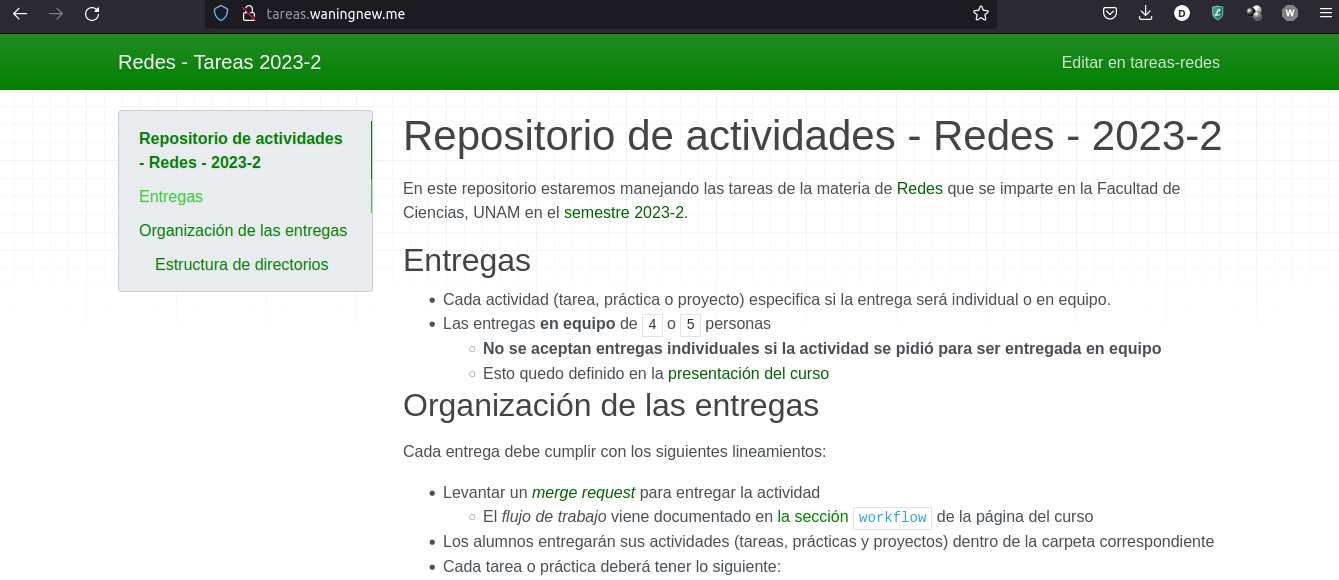 tareas.waningnew.me
D
W
Redes - Tareas 2023-2
Editar en tareas-redes
Repositorio de actividades
- Redes - 2023-2
Entregas
Organización de las entregas
Estructura de directorios
Repositorio de actividades - Redes - 2023-2
En este repositorio estaremos manejando las tareas de la materia de Redes que se imparte en la Facultad de
Ciencias, UNAM en el semestre 2023-2.
Entregas
• Cada actividad (tarea, práctica o proyecto) especifica si la entrega será individual o en equipo.
• Las entregas en equipo de 4 o 5 personas
○ No se aceptan entregas individuales si la actividad se pidió para ser entregada en equipo
○ Esto quedo definido en la presentación del curso
Organización de las entregas
Cada entrega debe cumplir con los siguientes lineamientos:
• Levantar un merge request para entregar la actividad
○ El flujo de trabajo viene documentado en la sección workflow de la página del curso
• Los alumnos entregarán sus actividades (tareas, prácticas y proyectos) dentro de la carpeta correspondiente
• Cada tarea o práctica deberá tener lo siguiente: